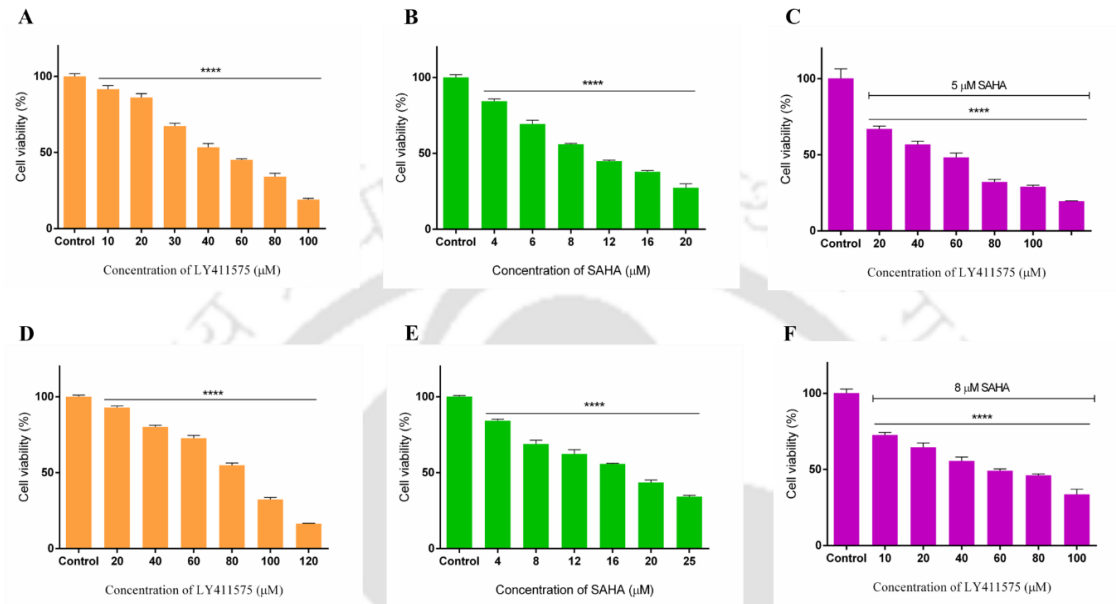 A
Cell viability (%)
100
50
0
****
Control 10 20 30 40 60 80 100
Concentration of LY411575 (μM)
B
Cell viability (%)
100
50
0
****
Control 4 6 8 12 16 20
Concentration of SAHA (μM)
C
Cell viability (%)
100
50
0
5 μM SAHA
****
Control 20 40 60 80 100
Concentration of LY411575 (μM)
D
Cell viability (%)
100
50
0
****
Control 20 40 60 80 100 120
Concentration of LY411575 (μM)
E
Cell viability (%)
100
50
0
****
Control 4 8 12 16 20 25
Concentration of SAHA (μM)
F
Cell viability (%)
100
50
0
8 μM SAHA
****
Control 10 20 40 60 80 100
Concentration of LY411575 (μM)